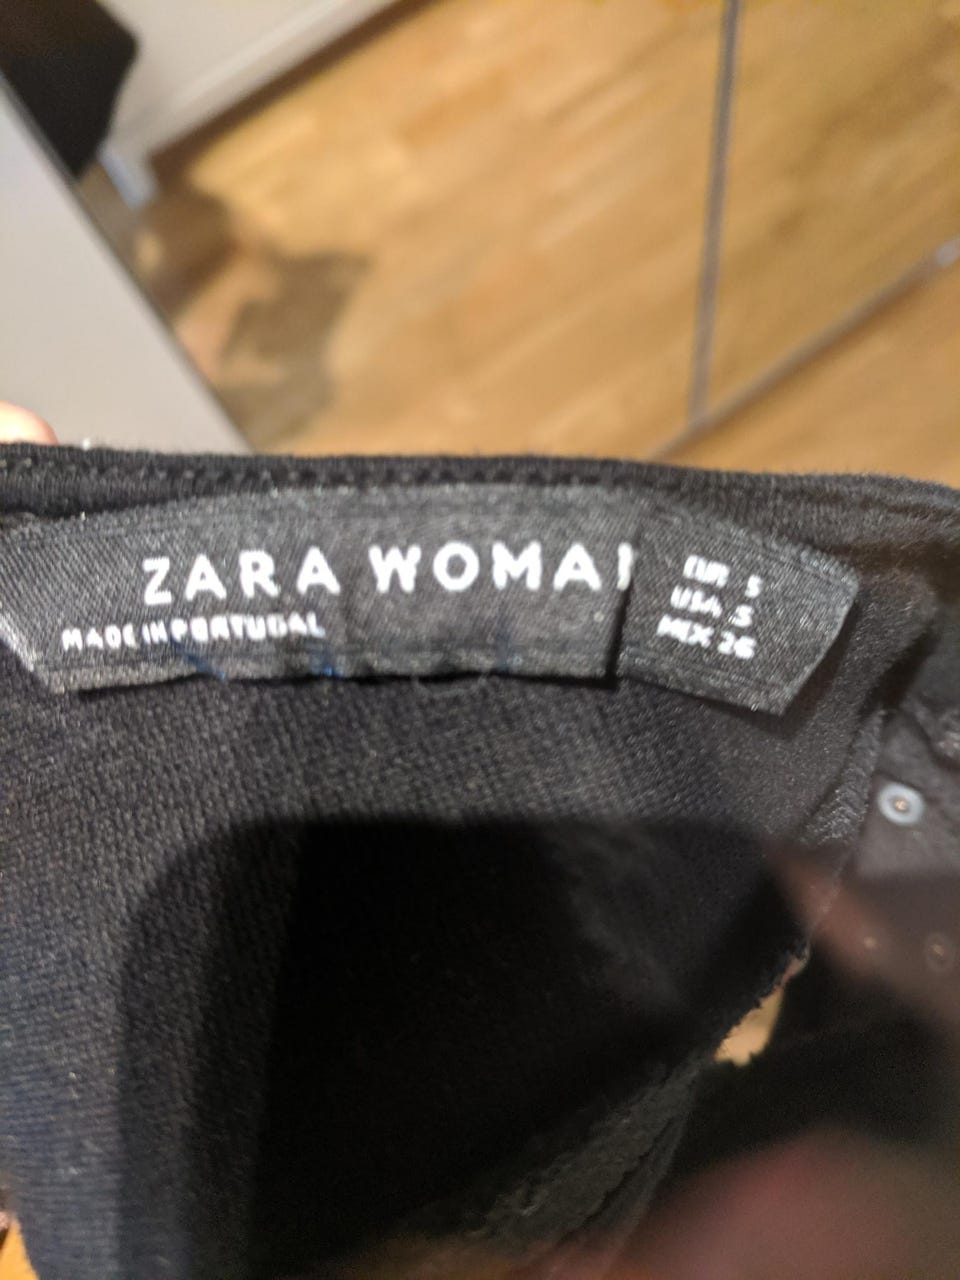 ZARA WOMA
MADE IN PORTUGAL
EUR S
USA S
MEX 26